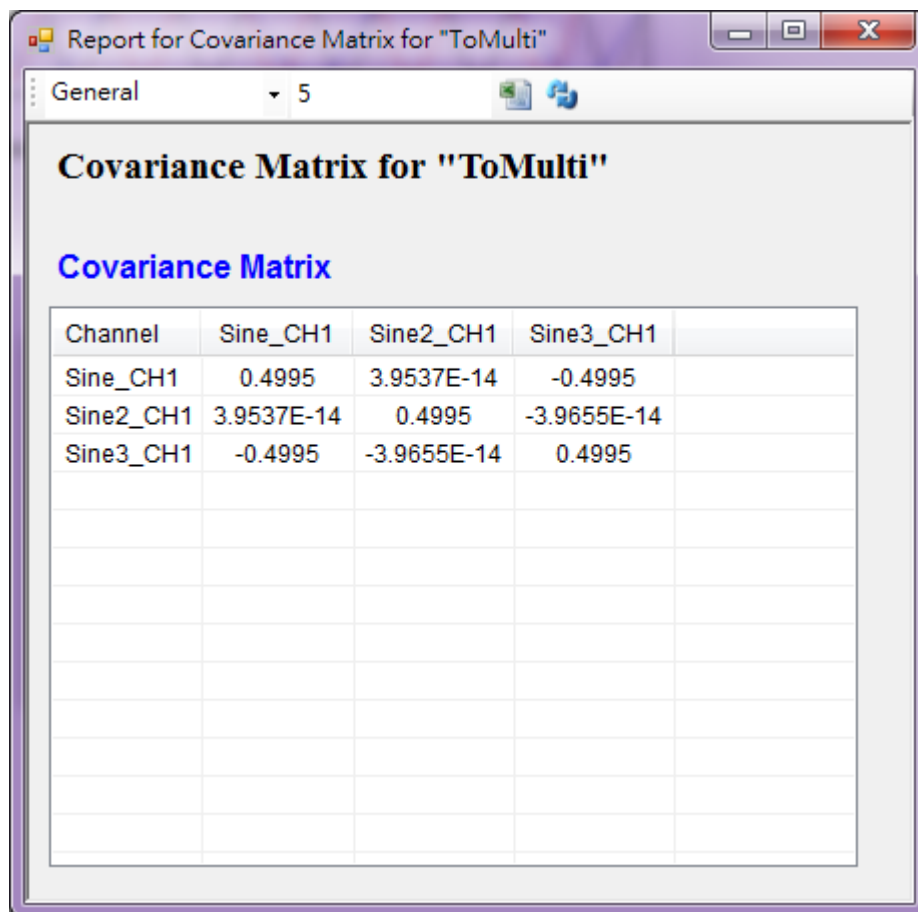 Report for Covariance Matrix for "ToMulti"
General 5
Covariance Matrix for "ToMulti"
Covariance Matrix
Channel Sine_CH1 Sine2_CH1 Sine3_CH1
Sine_CH1 0.4995 3.9537E-14 -0.4995
Sine2_CH1 3.9537E-14 0.4995 -3.9655E-14
Sine3_CH1 -0.4995 -3.9655E-14 0.4995